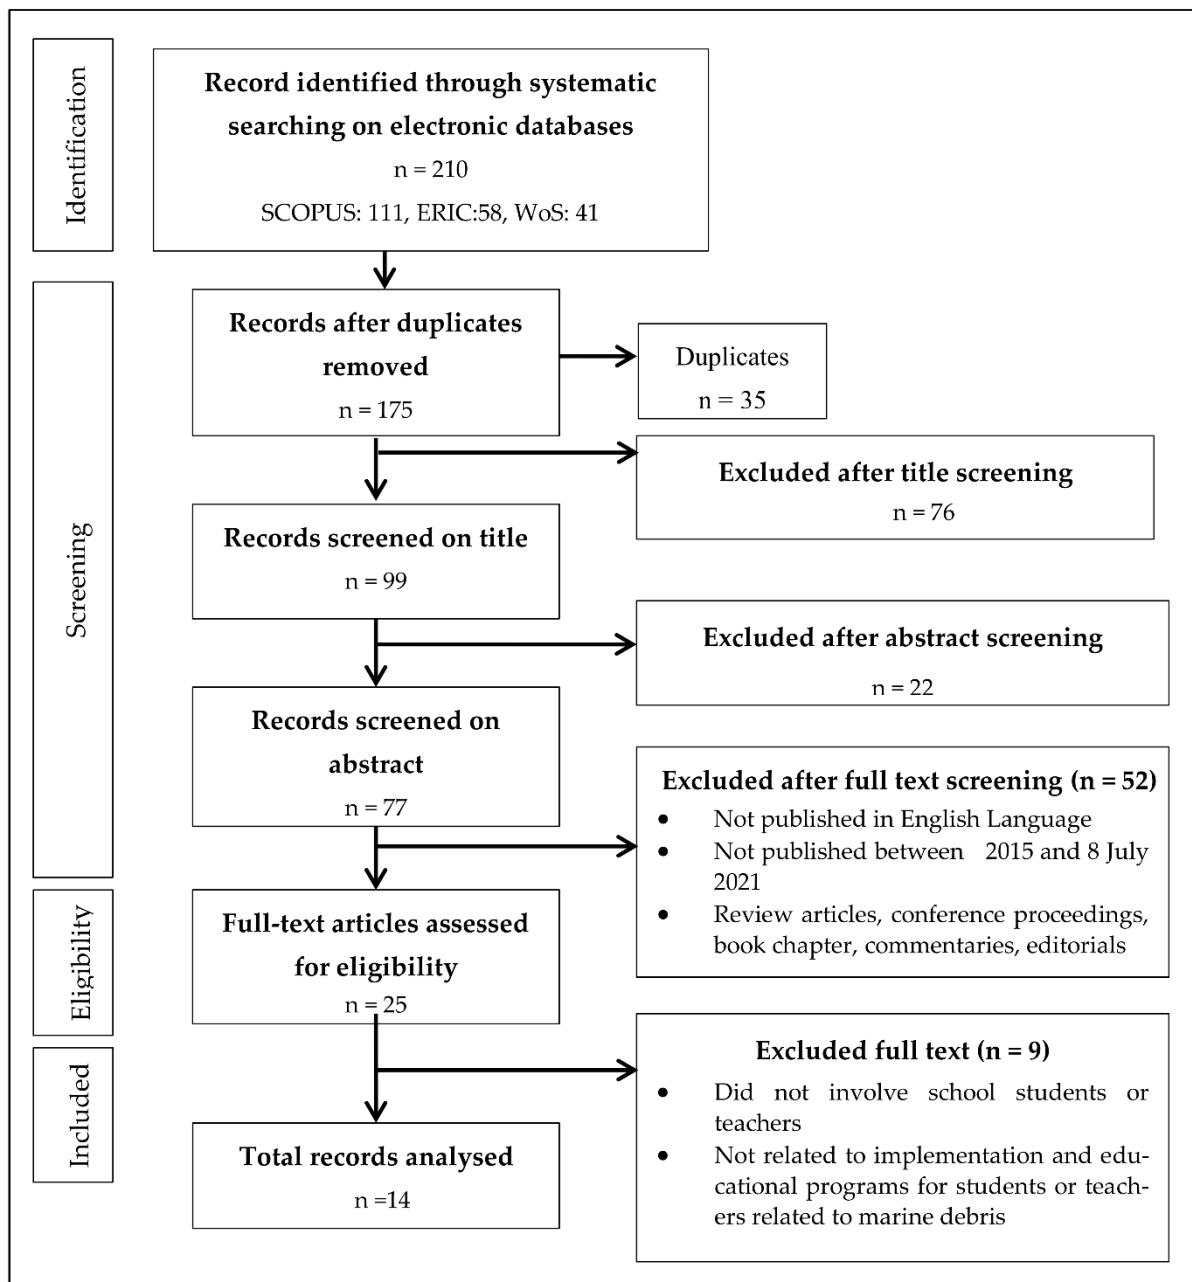 Identification
Record identified through systematic
searching on electronic databases
n = 210
SCOPUS: 111, ERIC:58, WoS: 41
Screening
Records after duplicates
removed
n = 175
Duplicates
n = 35
Excluded after title screening
n = 76
Records screened on title
n = 99
Excluded after abstract screening
n = 22
Records screened on
abstract
n = 77
Excluded after full text screening (n = 52)
• Not published in English Language
• Not published between 2015 and 8 July
2021
• Review articles, conference proceedings,
book chapter, commentaries, editorials
Eligibility
Full-text articles assessed
for eligibility
n = 25
Excluded full text (n = 9)
• Did not involve school students or
teachers
• Not related to implementation and edu-
cational programs for students or teach-
ers related to marine debris
Included
Total records analysed
n =14